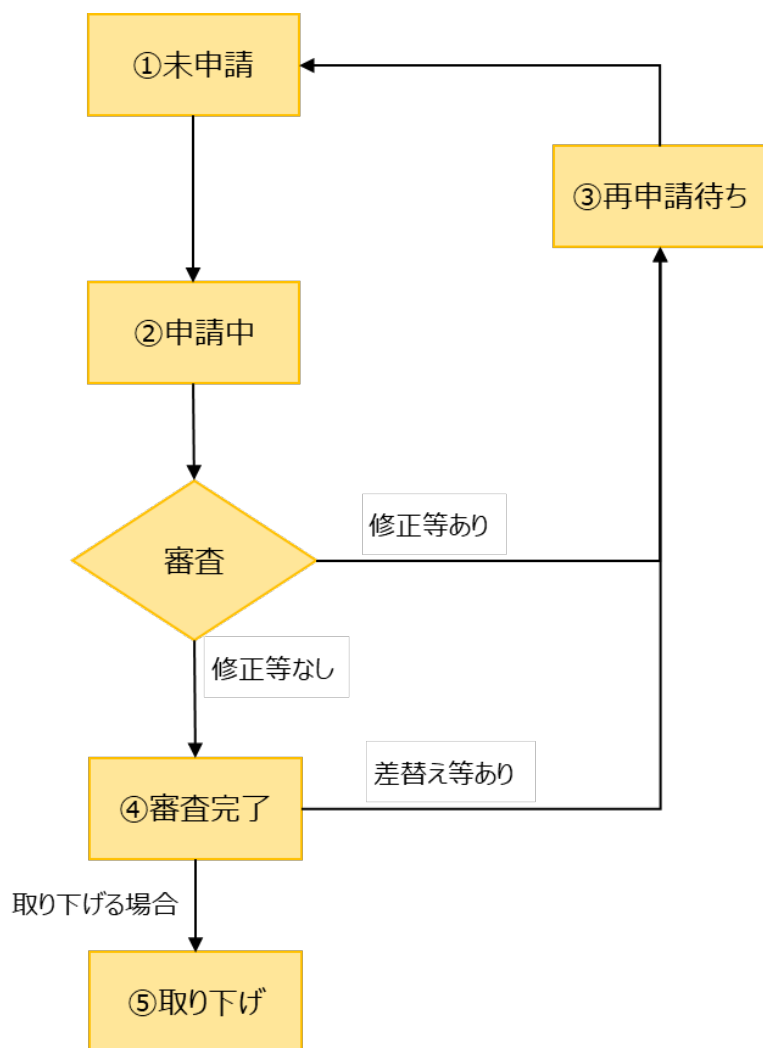 ①未申請
③再申請待ち
②申請中
審査
修正等あり
修正等なし
④審査完了
差替え等あり
取り下げる場合
⑤取り下げ